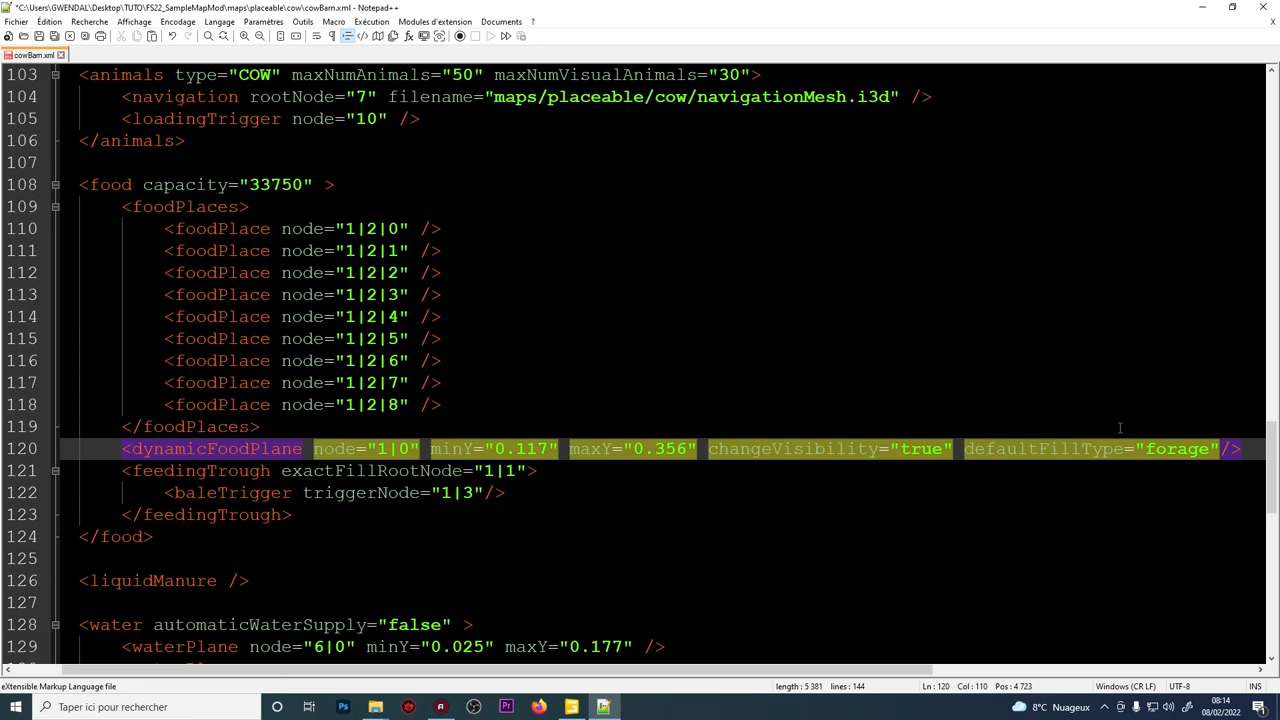 *C:\Users\GWENDAL\Desktop\TUTO\FS22_SampleMapMod\maps\placeable\cow\cowBarn.xml - Notepad++
Fichier Édition Recherche Affichage Encodage Langage Paramètres Outils Macro Exécution Modules d'extension Documents ?
cowBarn.xml
103 <animals type="COW" maxNumAnimals="50" maxNumVisualAnimals="30">
104 <navigation rootNode="7" filename="maps/placeable/cow/navigationMesh.i3d" />
105 <loadingTrigger node="10" />
106 </animals>
107
108 <food capacity="33750" >
109 <foodPlaces>
110 <foodPlace node="1|2|0" />
111 <foodPlace node="1|2|1" />
112 <foodPlace node="1|2|2" />
113 <foodPlace node="1|2|3" />
114 <foodPlace node="1|2|4" />
115 <foodPlace node="1|2|5" />
116 <foodPlace node="1|2|6" />
117 <foodPlace node="1|2|7" />
118 <foodPlace node="1|2|8" />
119 </foodPlaces>
120 <dynamicFoodPlane node="1|0" minY="0.117" maxY="0.356" changeVisibility="true" defaultFillType="forage"/>
121 <feedingTrough exactFillRootNode="1|1">
122 <baleTrigger triggerNode="1|3"/>
123 </feedingTrough>
124 </food>
125
126 <liquidManure />
127
128 <water automaticWaterSupply="false" >
129 <waterPlane node="6|0" minY="0.025" maxY="0.177" />
eXtensible Markup Language file length : 5 381 lines : 144 Ln : 120 Col : 110 Pos : 4 723 Windows (CR LF) UTF-8 INS
Taper ici pour rechercher 8°C Nuageux 08:14
08/02/2022